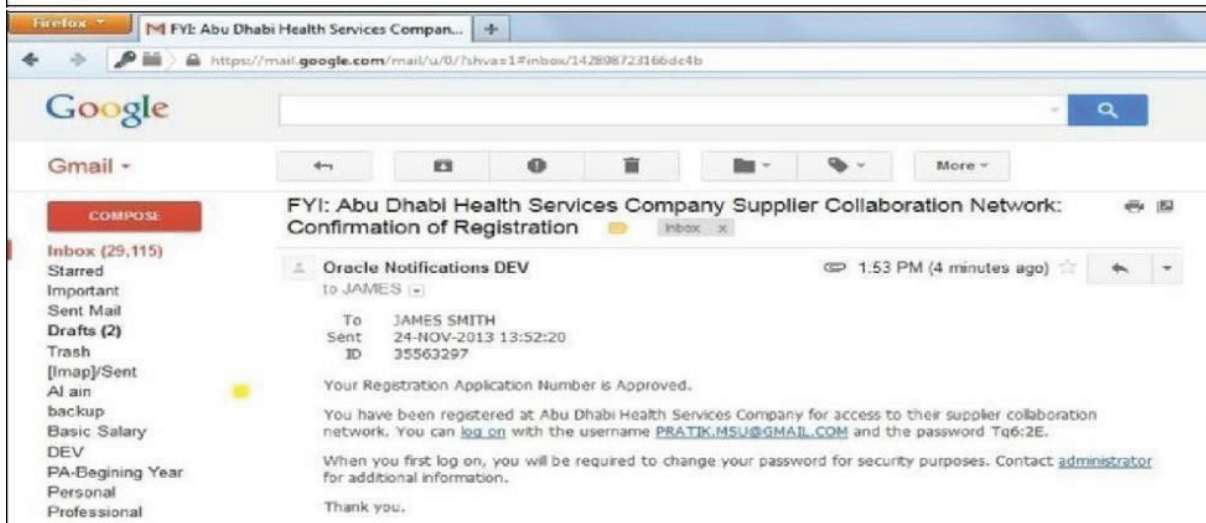 Firefox
FYI: Abu Dhabi Health Services Compan...
https://mail.google.com/mail/u/0/?shva=1#inbox/142898723166dc4b
Google
Gmail
More
COMPOSE
Inbox (29,115)
Starred
Important
Sent Mail
Drafts (2)
Trash
[Imap]/Sent
Al ain
backup
Basic Salary
DEV
PA-Begining Year
Personal
Professional
FYI: Abu Dhabi Health Services Company Supplier Collaboration Network:
Confirmation of Registration Inbox x
Oracle Notifications DEV 1:53 PM (4 minutes ago)
to JAMES
To JAMES SMITH
Sent 24-NOV-2013 13:52:20
ID 35563297
Your Registration Application Number is Approved.
You have been registered at Abu Dhabi Health Services Company for access to their supplier collaboration
network. You can log on with the username PRATIK.MSU@GMAIL.COM and the password Tq6:2E.
When you first log on, you will be required to change your password for security purposes. Contact administrator
for additional information.
Thank you.